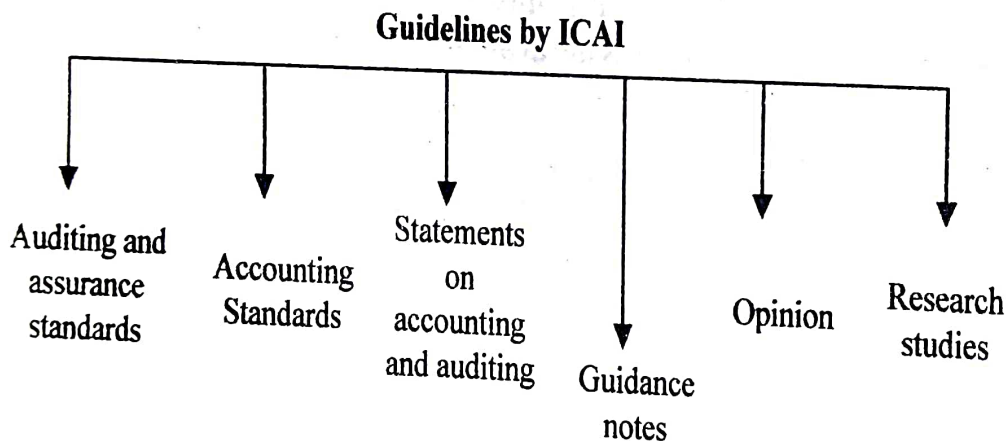 Guidelines by ICAI
Auditing and
assurance
standards
Accounting
Standards
Statements
on
accounting
and auditing
Guidance
notes
Opinion
Research
studies